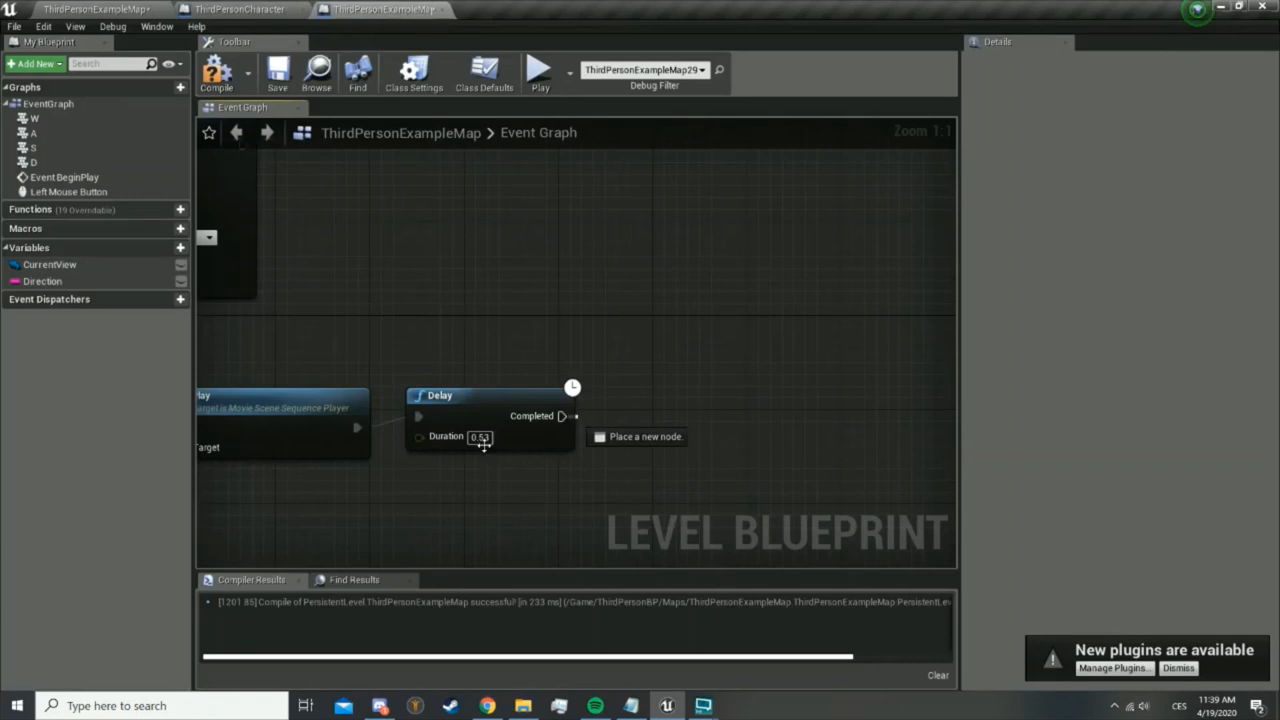 ThirdPersonExampleMap*
ThirdPersonCharacter
ThirdPersonExampleMap
File Edit View Debug Window Help
My Blueprint
Toolbar
Details
Add New
Search
Compile
Save
Browse
Find
Class Settings
Class Defaults
Play
ThirdPersonExampleMap29
Debug Filter
Graphs
EventGraph
W
A
S
D
Event BeginPlay
Left Mouse Button
Functions (19 Overridable)
Macros
Variables
CurrentView
Direction
Event Dispatchers
Event Graph
ThirdPersonExampleMap > Event Graph
Zoom 1:1
lay
arget is Movie Scene Sequence Player
Target
Delay
Completed
Duration 0.53
Place a new node.
LEVEL BLUEPRINT
Compiler Results
Find Results
[1201 85] Compile of PersistentLevel.ThirdPersonExampleMap successful! [in 233 ms] (/Game/ThirdPersonBP/Maps/ThirdPersonExampleMap ThirdPersonExampleMap PersistentLev
Clear
New plugins are available
Manage Plugins... Dismiss
Type here to search
CES
11:39 AM
4/19/2020
2